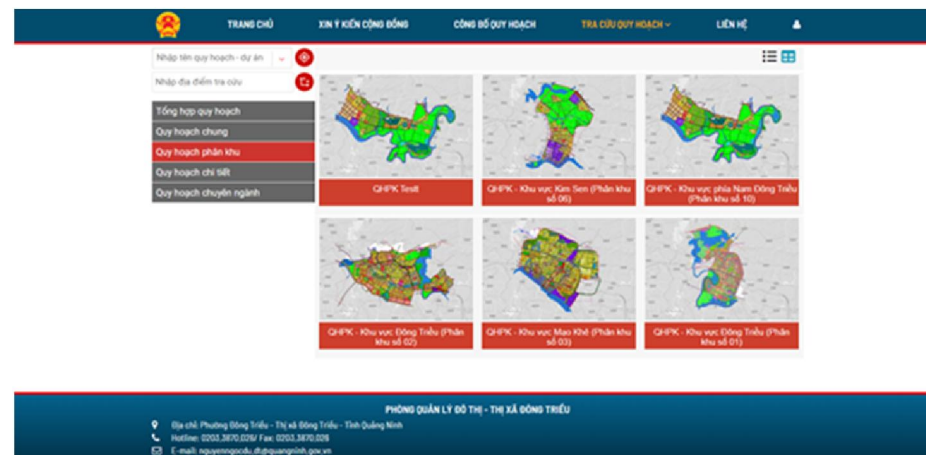 TRANG CHỦ XIN Ý KIẾN CỘNG ĐỒNG CÔNG BỐ QUY HOẠCH TRA CỨU QUY HOẠCH LIÊN HỆ
Nhập tên quy hoạch - dự án
Nhập địa điểm tra cứu
Tổng hợp quy hoạch
Quy hoạch chung
Quy hoạch phân khu
Quy hoạch chi tiết
Quy hoạch chuyên ngành
QHPK Testt
QHPK - Khu vực Kim Sen (Phân khu
số 06)
QHPK - Khu vực phía Nam Đông Triều
(Phân khu số 10)
QHPK - Khu vực Đông Triều (Phân
khu số 02)
QHPK - Khu vực Mạo Khê (Phân khu
số 03)
QHPK - Khu vực Đông Triều (Phân
khu số 01)
PHÒNG QUẢN LÝ ĐÔ THỊ - THỊ XÃ ĐÔNG TRIỀU
Địa chỉ: Phường Đông Triều - Thị xã Đông Triều - Tỉnh Quảng Ninh
Hotline: 0203.3870.026/ Fax: 0203.3870.026
E-mail: nguyenngocdu.dt@quangninh.gov.vn